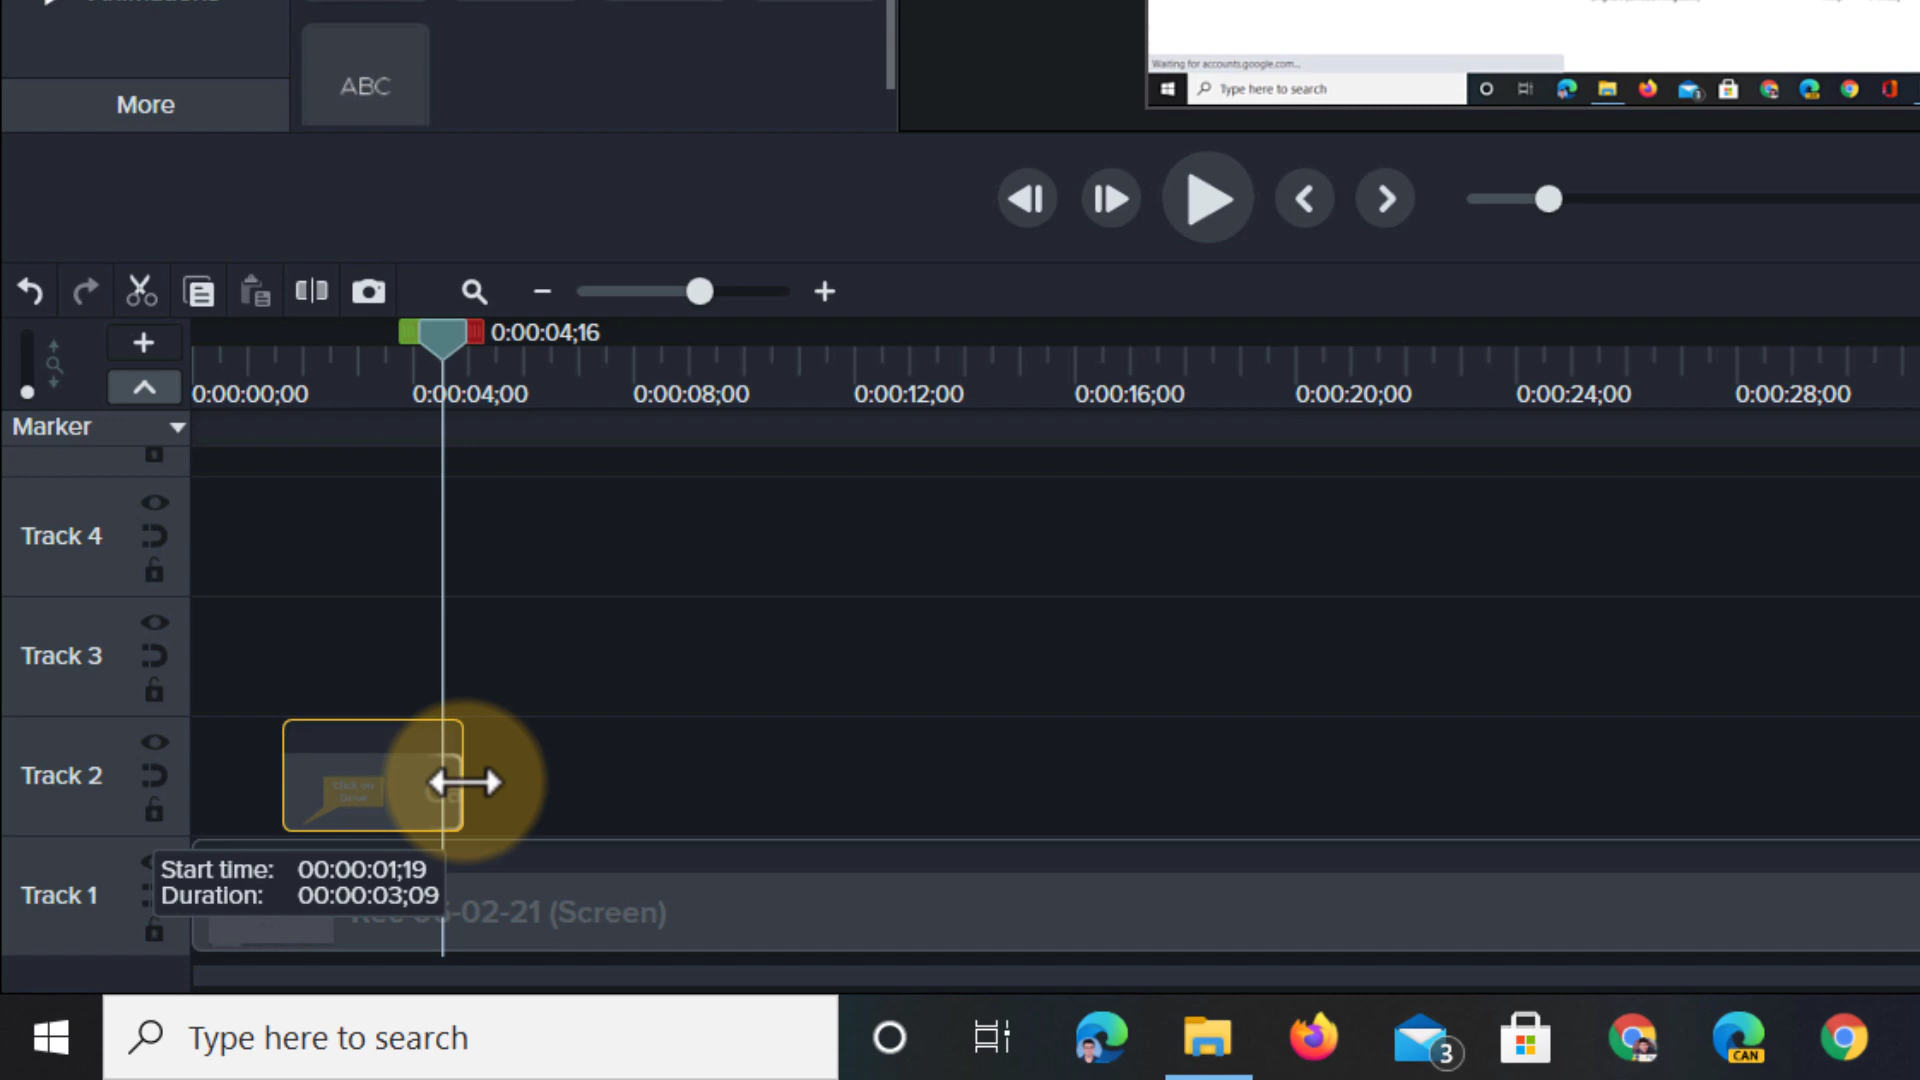 ABC
More
Waiting for accounts.google.com...
Type here to search
0:00:04;16
0:00:00;00
0:00:04;00
0:00:08;00
0:00:12;00
0:00:16;00
0:00:20;00
0:00:24;00
0:00:28;00
Marker
Track 4
Track 3
Track 2
Click on
Done
Start time: 00:00:01;19
Duration: 00:00:03;09
Track 1
-02-21 (Screen)
Type here to search
3
CAN